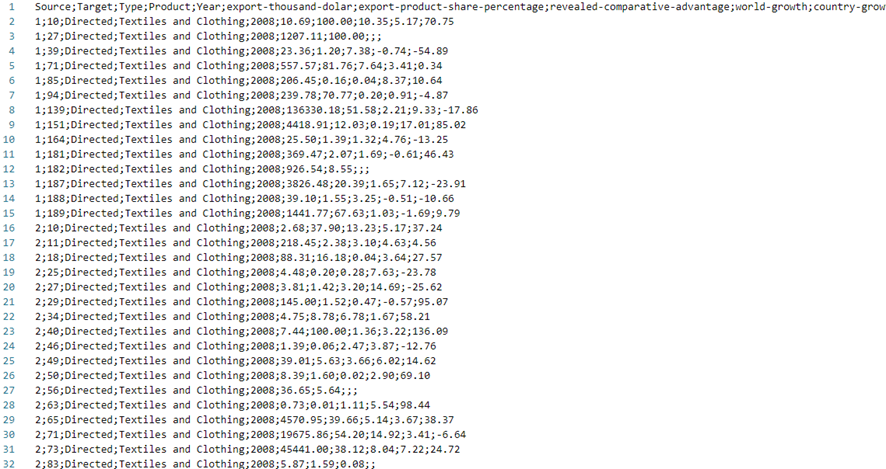 1 Source;Target;Type;Product;Year;export-thousand-dolar;export-product-share-percentage;revealed-comparative-advantage;world-growth;country-grow
2 1;10;Directed;Textiles and Clothing;2008;10.69;100.00;10.35;5.17;70.75
3 1;27;Directed;Textiles and Clothing;2008;1207.11;100.00;;;
4 1;39;Directed;Textiles and Clothing;2008;23.36;1.20;7.38;-0.74;-54.89
5 1;71;Directed;Textiles and Clothing;2008;557.57;81.76;7.64;3.41;0.34
6 1;85;Directed;Textiles and Clothing;2008;206.45;0.16;0.04;8.37;10.64
7 1;94;Directed;Textiles and Clothing;2008;239.78;70.77;0.20;0.91;-4.87
8 1;139;Directed;Textiles and Clothing;2008;136330.18;51.58;2.21;9.33;-17.86
9 1;151;Directed;Textiles and Clothing;2008;4418.91;12.03;0.19;17.01;85.02
10 1;164;Directed;Textiles and Clothing;2008;25.50;1.39;1.32;4.76;-13.25
11 1;181;Directed;Textiles and Clothing;2008;369.47;2.07;1.69;-0.61;46.43
12 1;182;Directed;Textiles and Clothing;2008;926.54;8.55;;;
13 1;187;Directed;Textiles and Clothing;2008;3826.48;20.39;1.65;7.12;-23.91
14 1;188;Directed;Textiles and Clothing;2008;39.10;1.55;3.25;-0.51;-10.66
15 1;189;Directed;Textiles and Clothing;2008;1441.77;67.63;1.03;-1.69;9.79
16 2;10;Directed;Textiles and Clothing;2008;2.68;37.90;13.23;5.17;37.24
17 2;11;Directed;Textiles and Clothing;2008;218.45;2.38;3.10;4.63;4.56
18 2;18;Directed;Textiles and Clothing;2008;88.31;16.18;0.04;3.64;27.57
19 2;25;Directed;Textiles and Clothing;2008;4.48;0.20;0.28;7.63;-23.78
20 2;27;Directed;Textiles and Clothing;2008;3.81;1.42;3.20;14.69;-25.62
21 2;29;Directed;Textiles and Clothing;2008;145.00;1.52;0.47;-0.57;95.07
22 2;34;Directed;Textiles and Clothing;2008;4.75;8.78;6.78;1.67;58.21
23 2;40;Directed;Textiles and Clothing;2008;7.44;100.00;1.36;3.22;136.09
24 2;46;Directed;Textiles and Clothing;2008;1.39;0.06;2.47;3.87;-12.76
25 2;49;Directed;Textiles and Clothing;2008;39.01;5.63;3.66;6.02;14.62
26 2;50;Directed;Textiles and Clothing;2008;8.39;1.60;0.02;2.90;69.10
27 2;56;Directed;Textiles and Clothing;2008;36.65;5.64;;;
28 2;63;Directed;Textiles and Clothing;2008;0.73;0.01;1.11;5.54;98.44
29 2;65;Directed;Textiles and Clothing;2008;4570.95;39.66;5.14;3.67;38.37
30 2;71;Directed;Textiles and Clothing;2008;19675.86;54.20;14.92;3.41;-6.64
31 2;73;Directed;Textiles and Clothing;2008;45441.00;38.12;8.04;7.22;24.72
32 2;83;Directed;Textiles and Clothing;2008;5.87;1.59;0.08;;